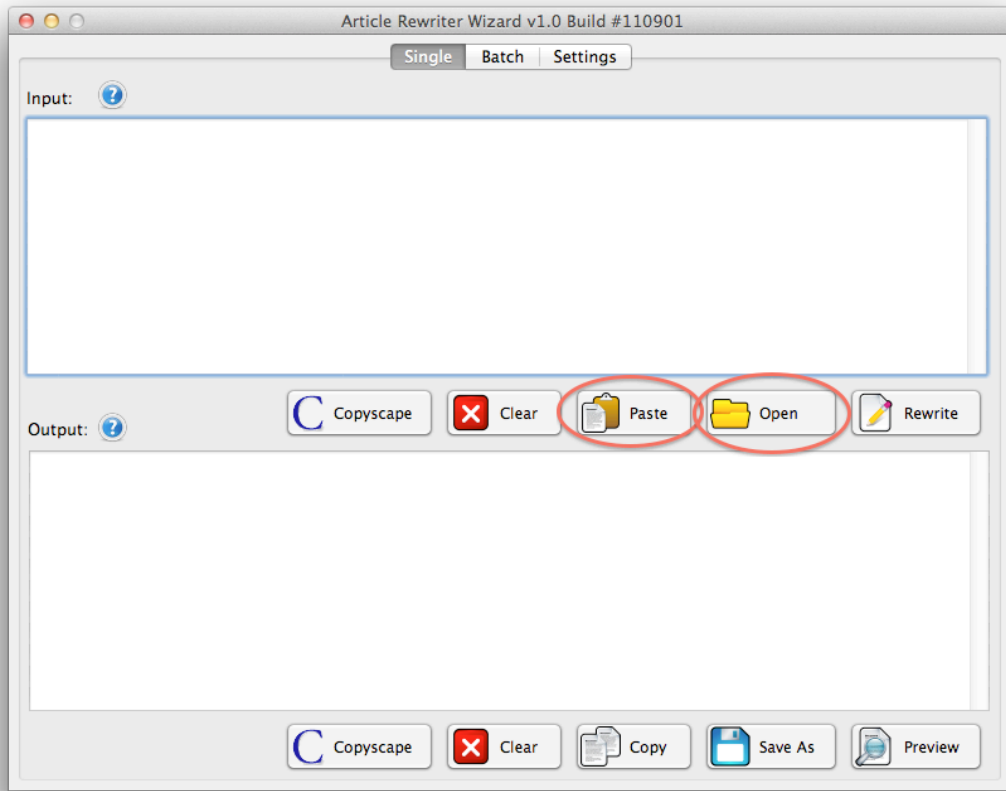 Article Rewriter Wizard v1.0 Build #110901
Single Batch Settings
Input: ?
C Copyscape Clear Paste Open Rewrite
Output: ?
C Copyscape Clear Copy Save As Preview